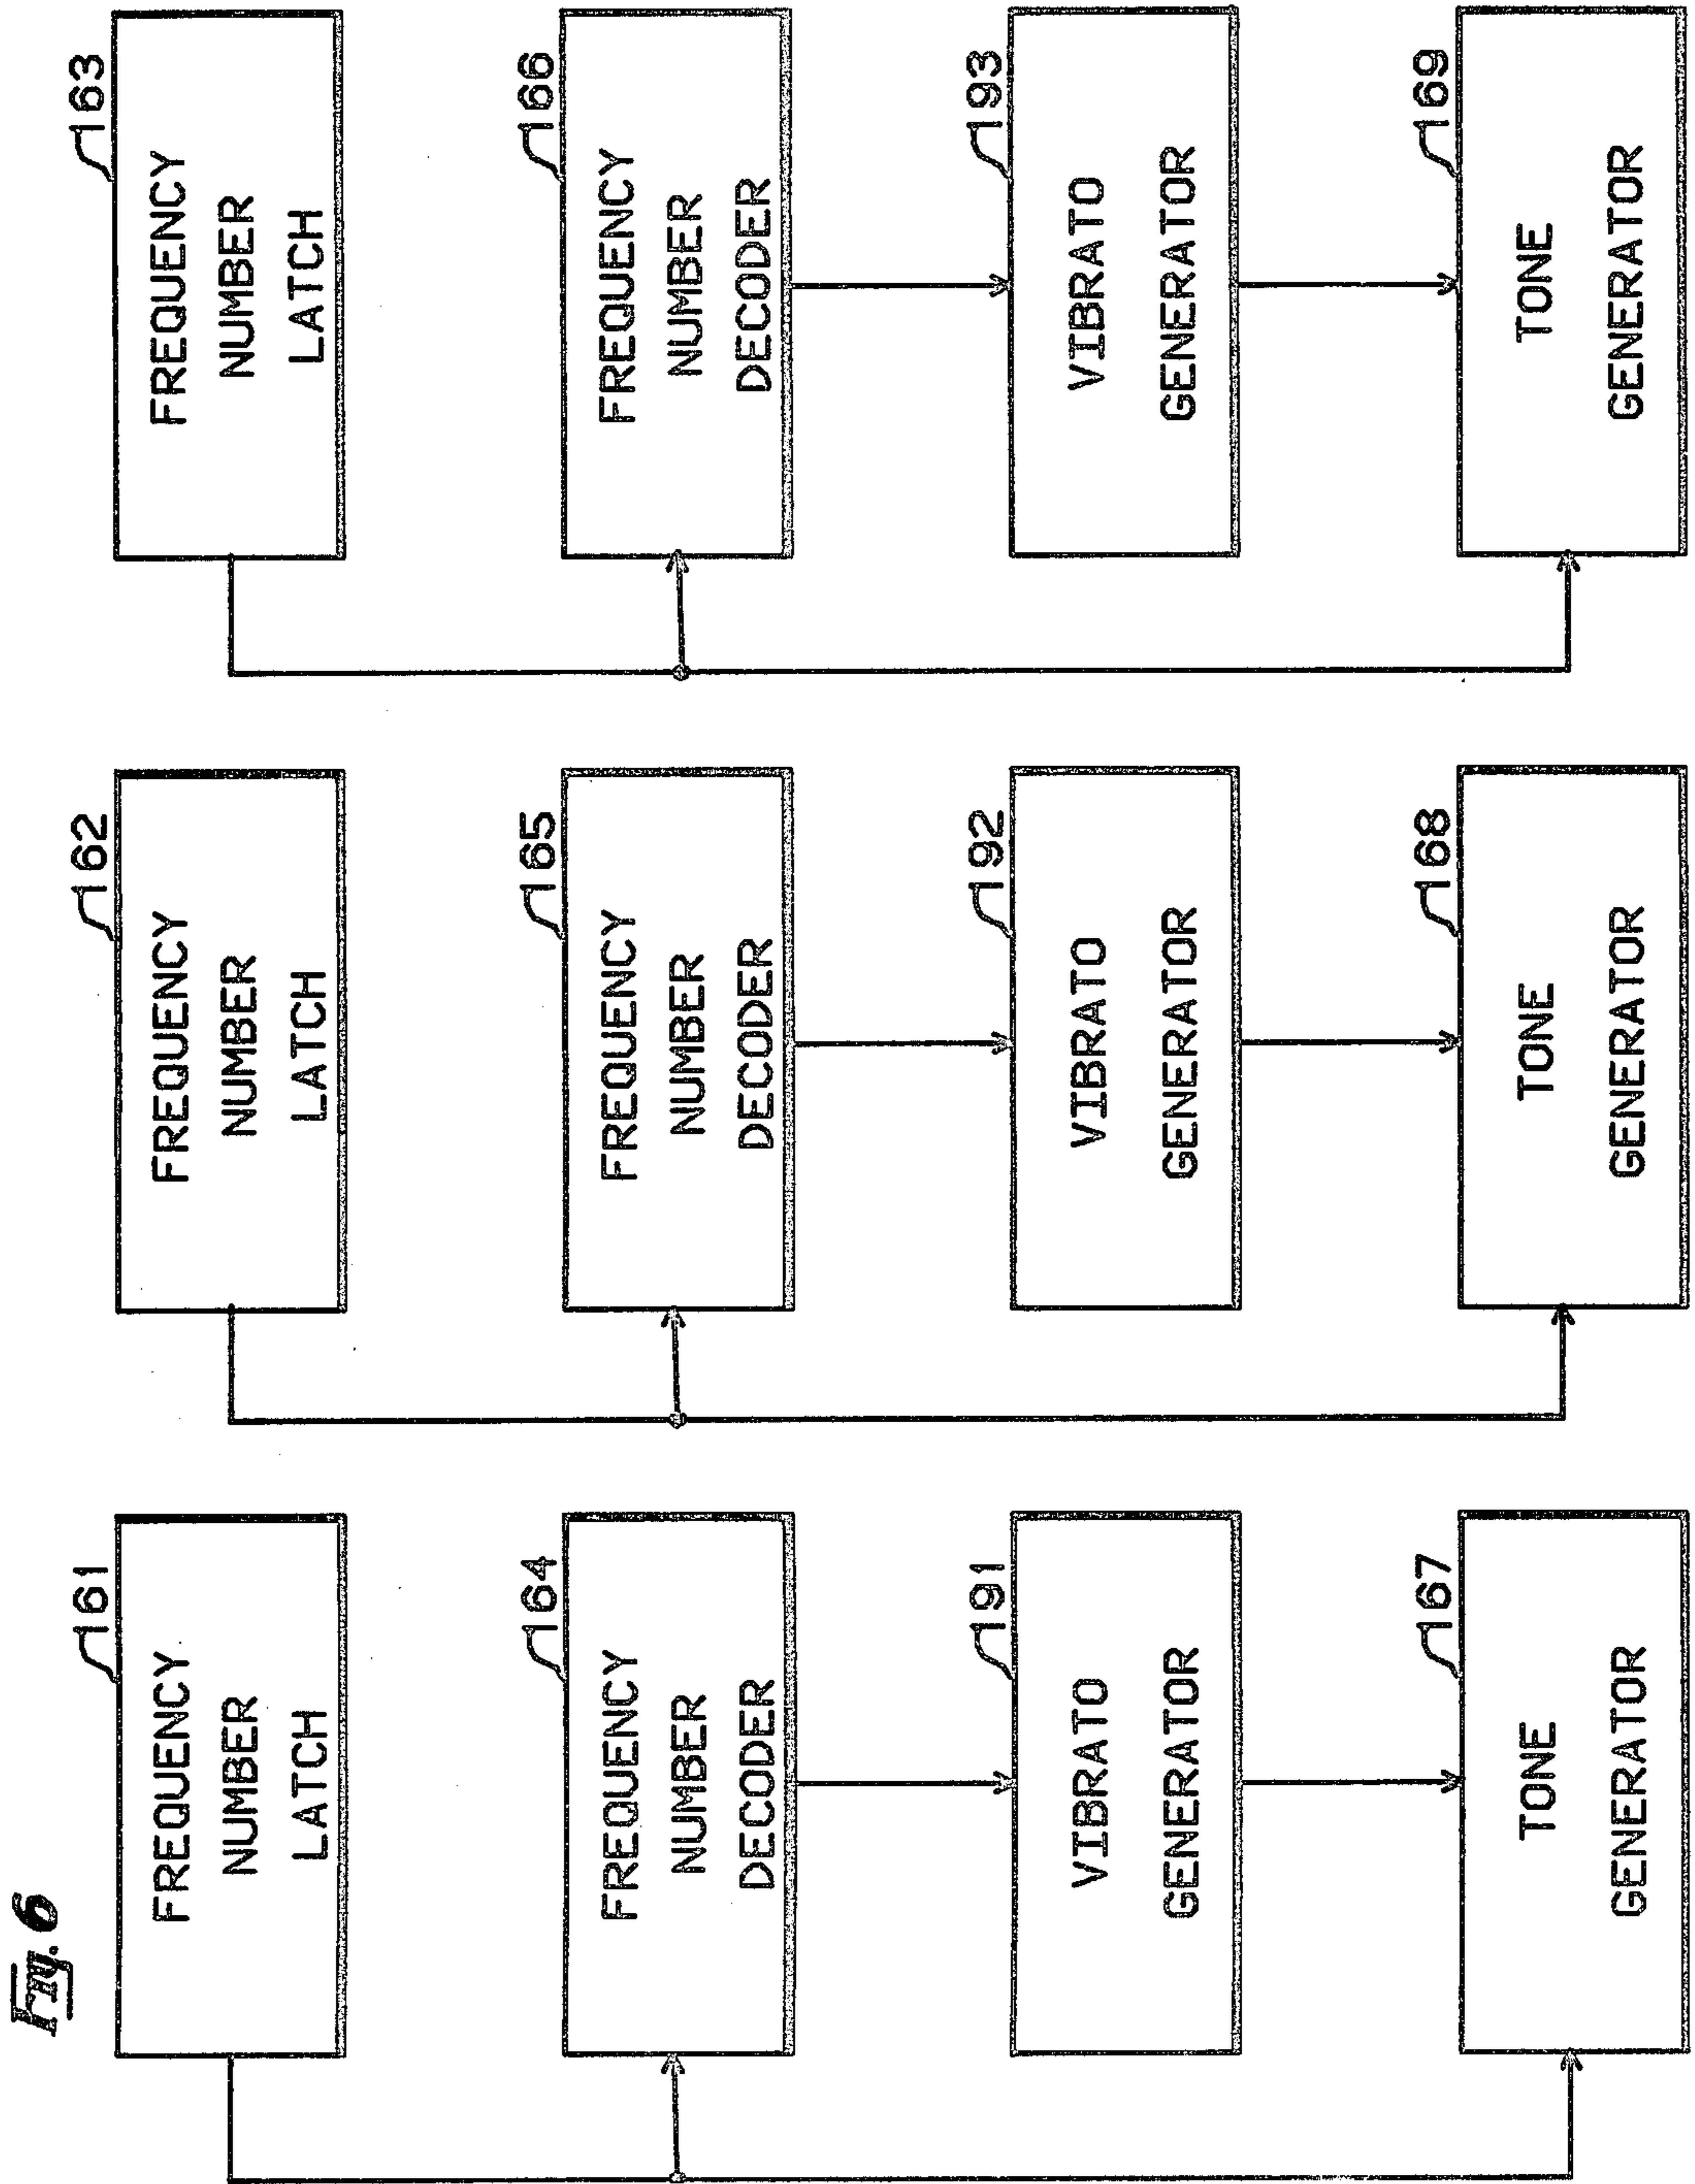 Fig. 6
161
FREQUENCY
NUMBER
LATCH
162
FREQUENCY
NUMBER
LATCH
163
FREQUENCY
NUMBER
LATCH
164
FREQUENCY
NUMBER
DECODER
165
FREQUENCY
NUMBER
DECODER
166
FREQUENCY
NUMBER
DECODER
191
VIBRATO
GENERATOR
192
VIBRATO
GENERATOR
193
VIBRATO
GENERATOR
167
TONE
GENERATOR
168
TONE
GENERATOR
169
TONE
GENERATOR